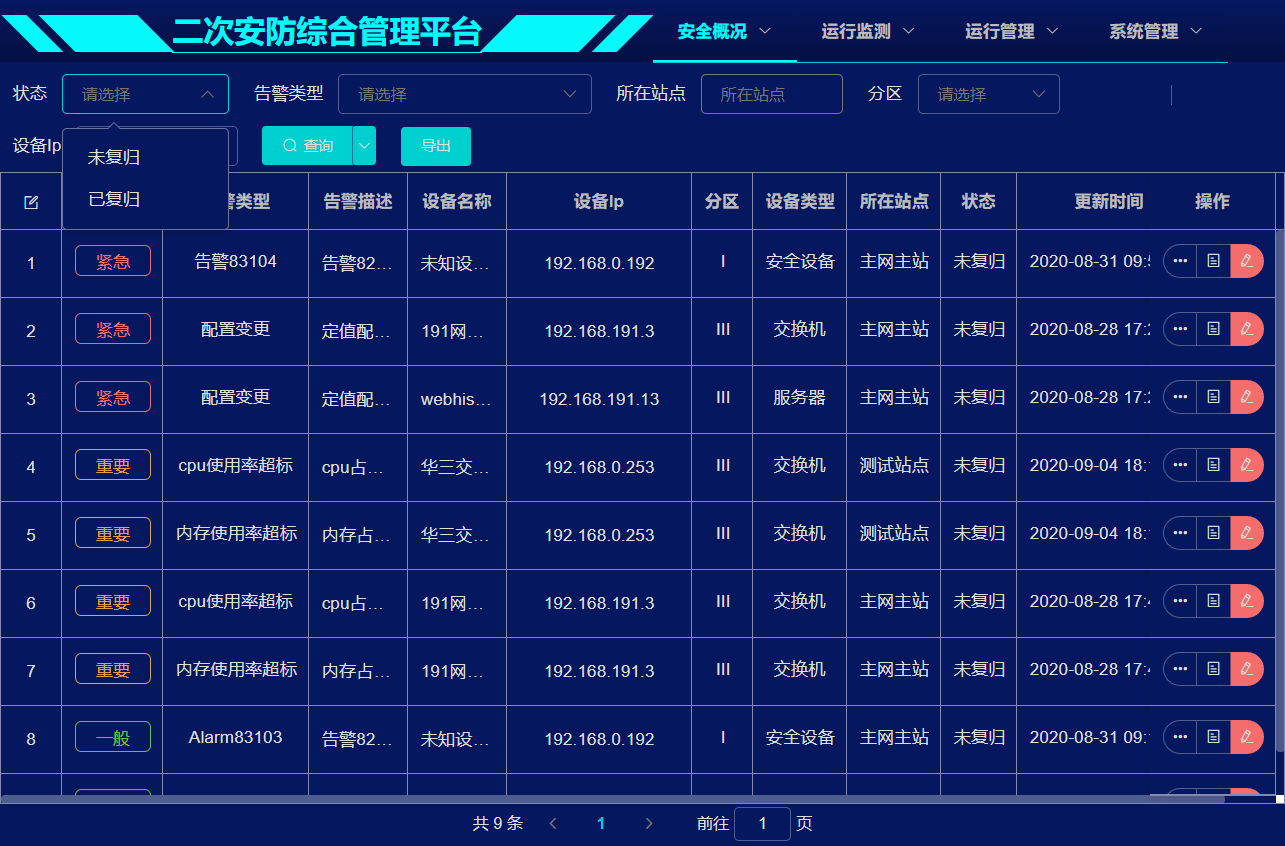 二次安防综合管理平台 安全概况 运行监测 运行管理 系统管理
状态 请选择 告警类型 请选择 所在站点 所在站点 分区 请选择
设备Ip 查询 导出
未复归
已复归
警类型 告警描述 设备名称 设备Ip 分区 设备类型 所在站点 状态 更新时间 操作
1 紧急 告警83104 告警82... 未知设... 192.168.0.192 I 安全设备 主网主站 未复归 2020-08-31 09:
2 紧急 配置变更 定值配... 191网... 192.168.191.3 III 交换机 主网主站 未复归 2020-08-28 17:
3 紧急 配置变更 定值配... webhis... 192.168.191.13 III 服务器 主网主站 未复归 2020-08-28 17:
4 重要 cpu使用率超标 cpu占... 华三交... 192.168.0.253 III 交换机 测试站点 未复归 2020-09-04 18:
5 重要 内存使用率超标 内存占... 华三交... 192.168.0.253 III 交换机 测试站点 未复归 2020-09-04 18:
6 重要 cpu使用率超标 cpu占... 191网... 192.168.191.3 III 交换机 主网主站 未复归 2020-08-28 17:
7 重要 内存使用率超标 内存占... 191网... 192.168.191.3 III 交换机 主网主站 未复归 2020-08-28 17:
8 一般 Alarm83103 告警82... 未知设... 192.168.0.192 I 安全设备 主网主站 未复归 2020-08-31 09:
共 9 条 1 前往 1 页